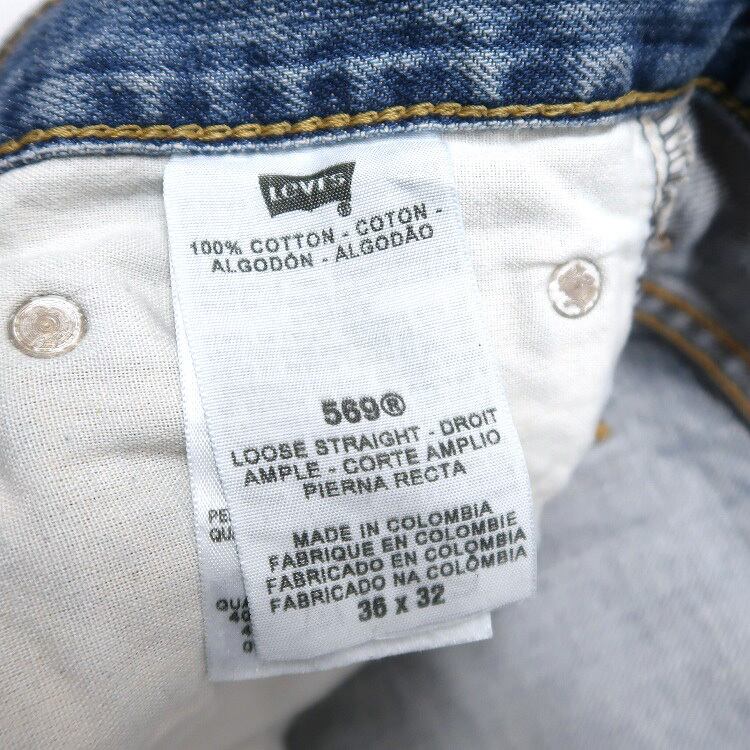 LEVI'S®
100% COTTON - COTON -
ALGODÓN - ALGODÃO
569®
LOOSE STRAIGHT - DROIT
AMPLE - CORTE AMPLIO
PIERNA RECTA
MADE IN COLOMBIA
FABRIQUE EN COLOMBIE
FABRICADO EN COLOMBIA
FABRICADO NA COLÔMBIA
36 X 32